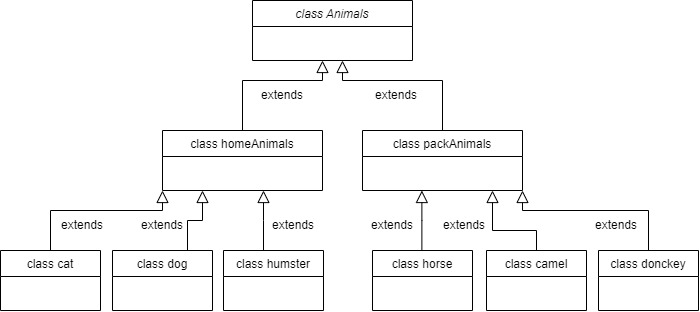 class Animals
extends
extends
class homeAnimals
class packAnimals
extends
extends
extends
extends
extends
extends
class cat
class dog
class humster
class horse
class camel
class donckey